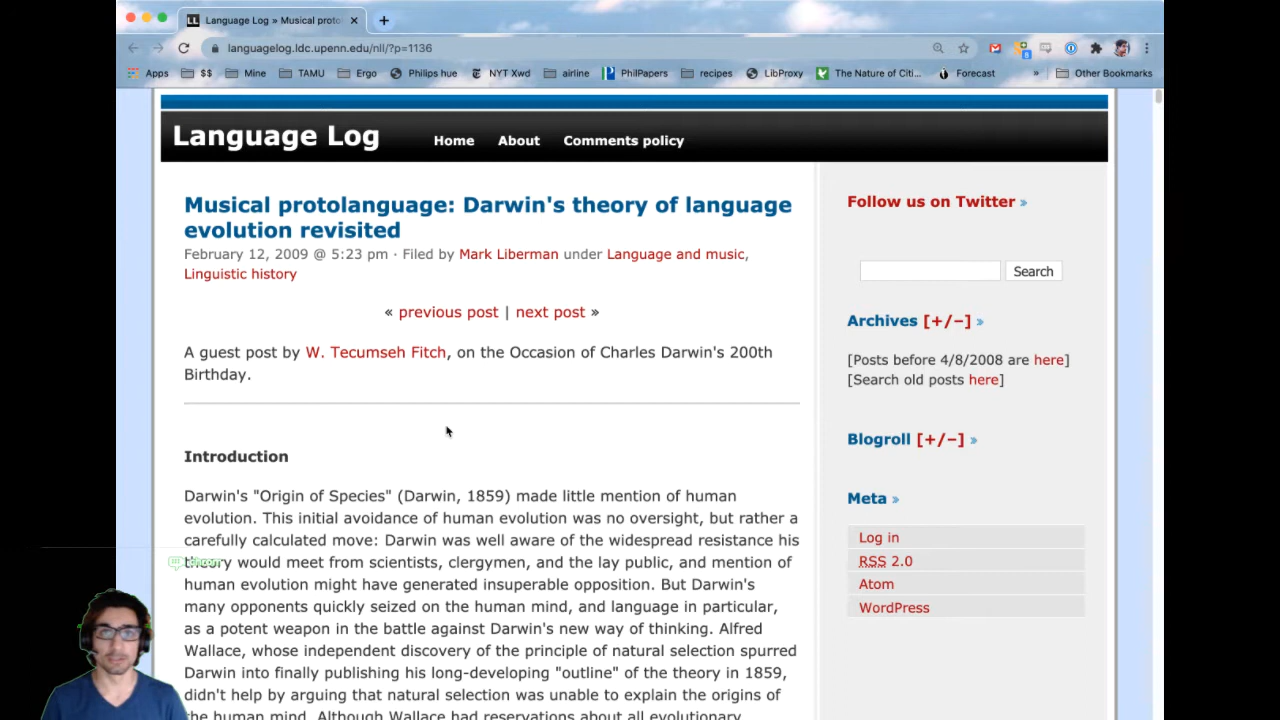 Language Log » Musical proto
languagelog.ldc.upenn.edu/nll/?p=1136
Apps $$ Mine TAMU Ergo Philips hue NYT Xwd airline PhilPapers recipes LibProxy The Nature of Citi... Forecast » Other Bookmarks
Language Log Home About Comments policy
Musical protolanguage: Darwin's theory of language
evolution revisited
February 12, 2009 @ 5:23 pm · Filed by Mark Liberman under Language and music,
Linguistic history
« previous post | next post »
A guest post by W. Tecumseh Fitch, on the Occasion of Charles Darwin's 200th
Birthday.
Introduction
Darwin's "Origin of Species" (Darwin, 1859) made little mention of human
evolution. This initial avoidance of human evolution was no oversight, but rather a
carefully calculated move: Darwin was well aware of the widespread resistance his
theory would meet from scientists, clergymen, and the lay public, and mention of
human evolution might have generated insuperable opposition. But Darwin's
many opponents quickly seized on the human mind, and language in particular,
as a potent weapon in the battle against Darwin's new way of thinking. Alfred
Wallace, whose independent discovery of the principle of natural selection spurred
Darwin into finally publishing his long-developing "outline" of the theory in 1859,
didn't help by arguing that natural selection was unable to explain the origins of
the human mind. Although Wallace had reservations about all evolutionary
Follow us on Twitter »
Search
Archives [+/−] »
[Posts before 4/8/2008 are here]
[Search old posts here]
Blogroll [+/−] »
Meta »
Log in
RSS 2.0
Atom
WordPress